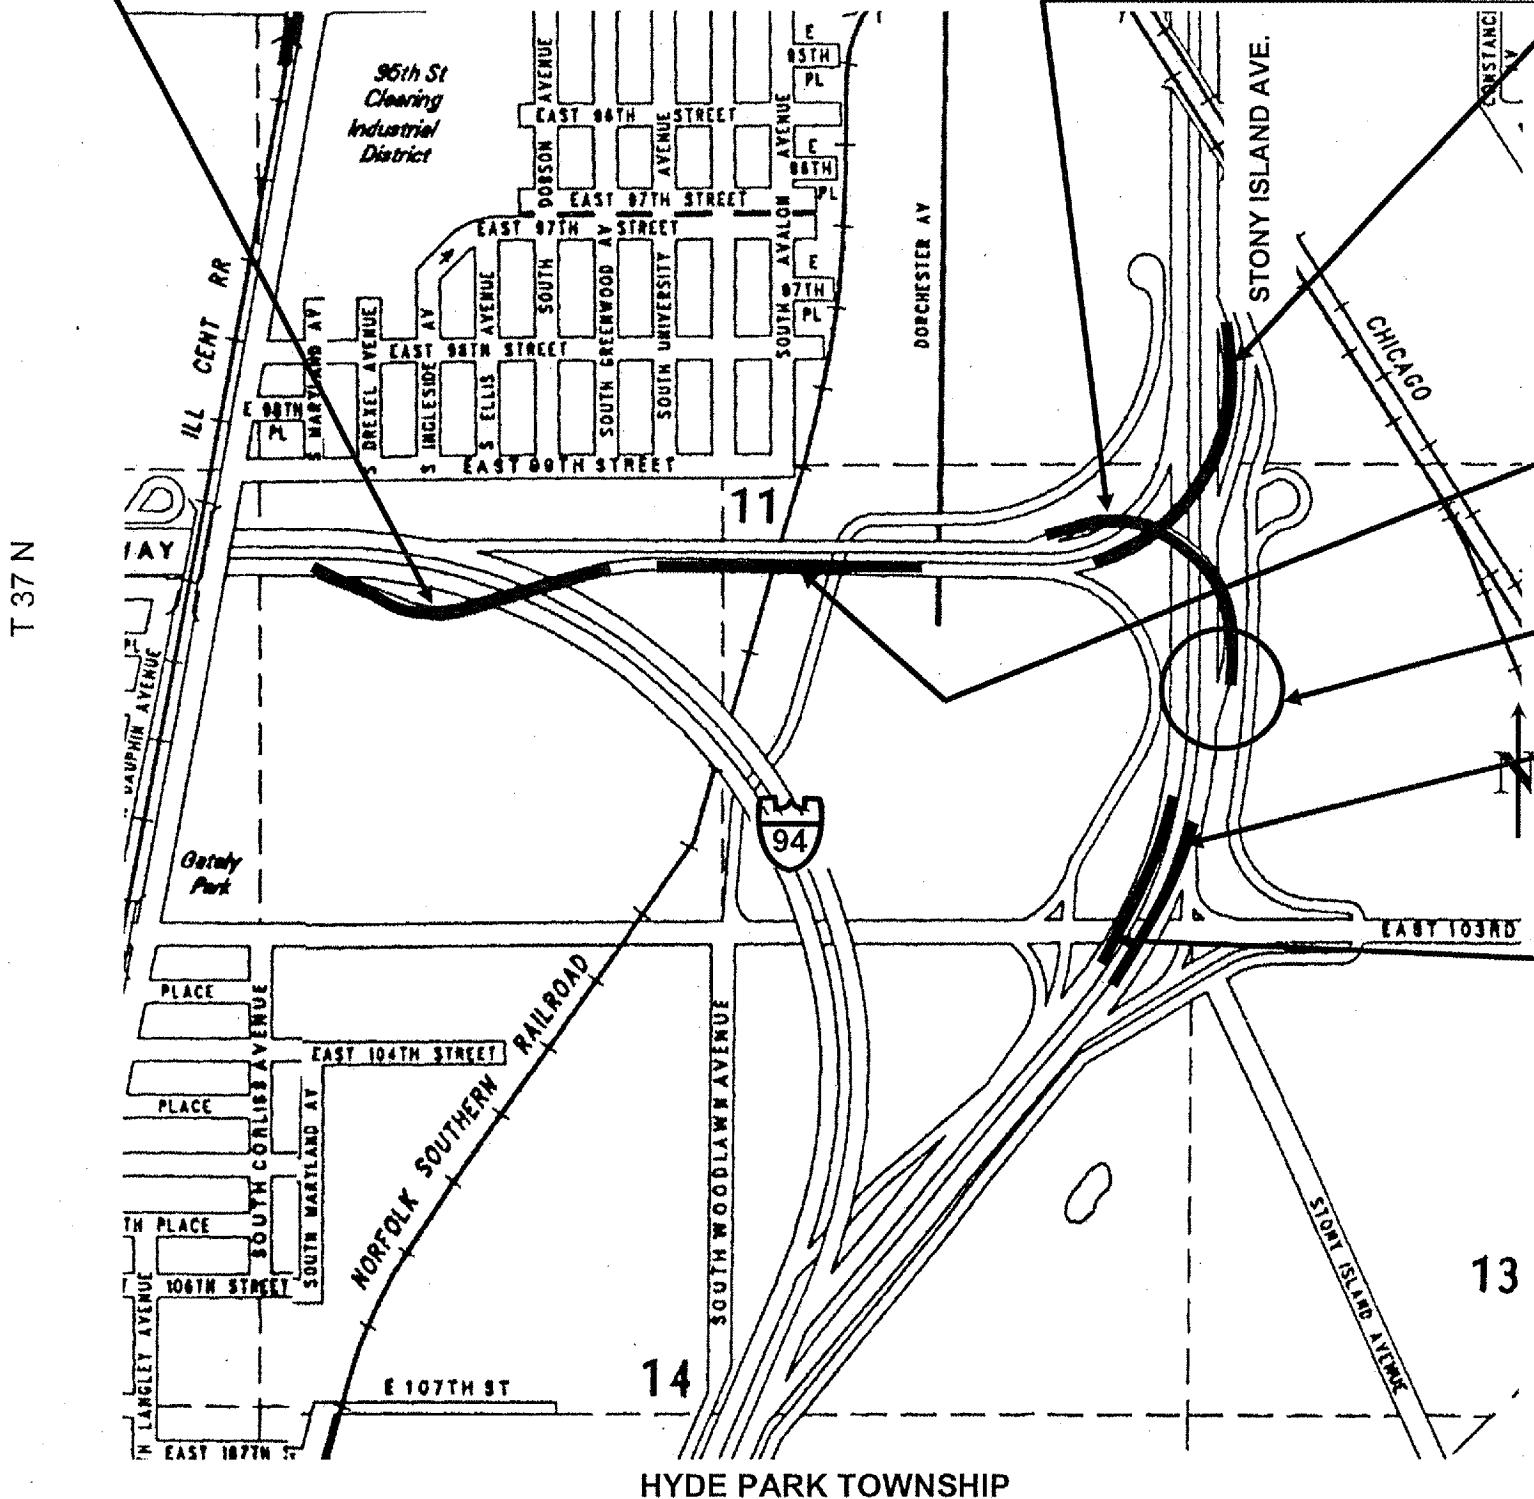 95th St
Clearing
Industrial
District
DOBSON AVENUE
EAST 96TH STREET
AVENUE
AVENUE
E
95TH
PL
E
96TH
PL
EAST 97TH STREET
EAST 97TH STREET
SOUTH
SOUTH GREENWOOD AV
SOUTH UNIVERSITY
SOUTH AVALON
E
97TH
PL
DORCHESTER AV
STONY ISLAND AVE.
CHICAGO
ILL CENT RR
S MARYLAND AV
S DREXEL AVENUE
S INGLESIDE AV
S ELLIS AVENUE
EAST 98TH STREET
E 98TH
PL
EAST 99TH STREET
11
T 37 N
PL
DAUPHIN AVENUE
94
N
Gately
Park
EAST 103RD
PLACE
SOUTH CORLISS AVENUE
EAST 104TH STREET
PLACE
SOUTH MARYLAND AV
NORFOLK SOUTHERN RAILROAD
SOUTH WOODLAWN AVENUE
TH PLACE
106TH STREET
LANGLEY AVENUE
STONY ISLAND AVENUE
13
14
E 107TH ST
EAST 107TH
HYDE PARK TOWNSHIP